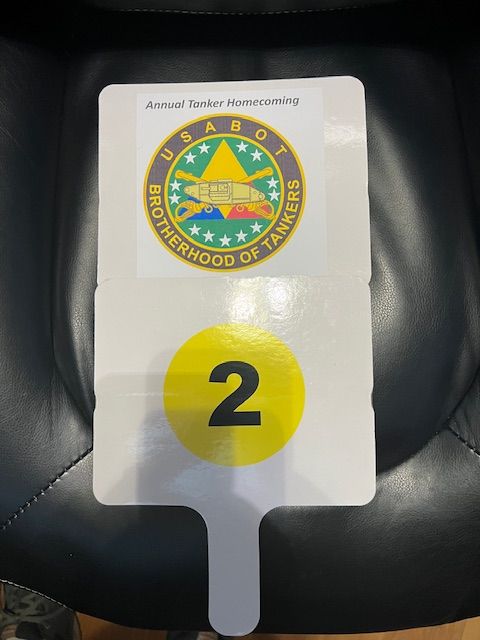 Annual Tanker Homecoming
USABOT
BROTHERHOOD OF TANKERS
2